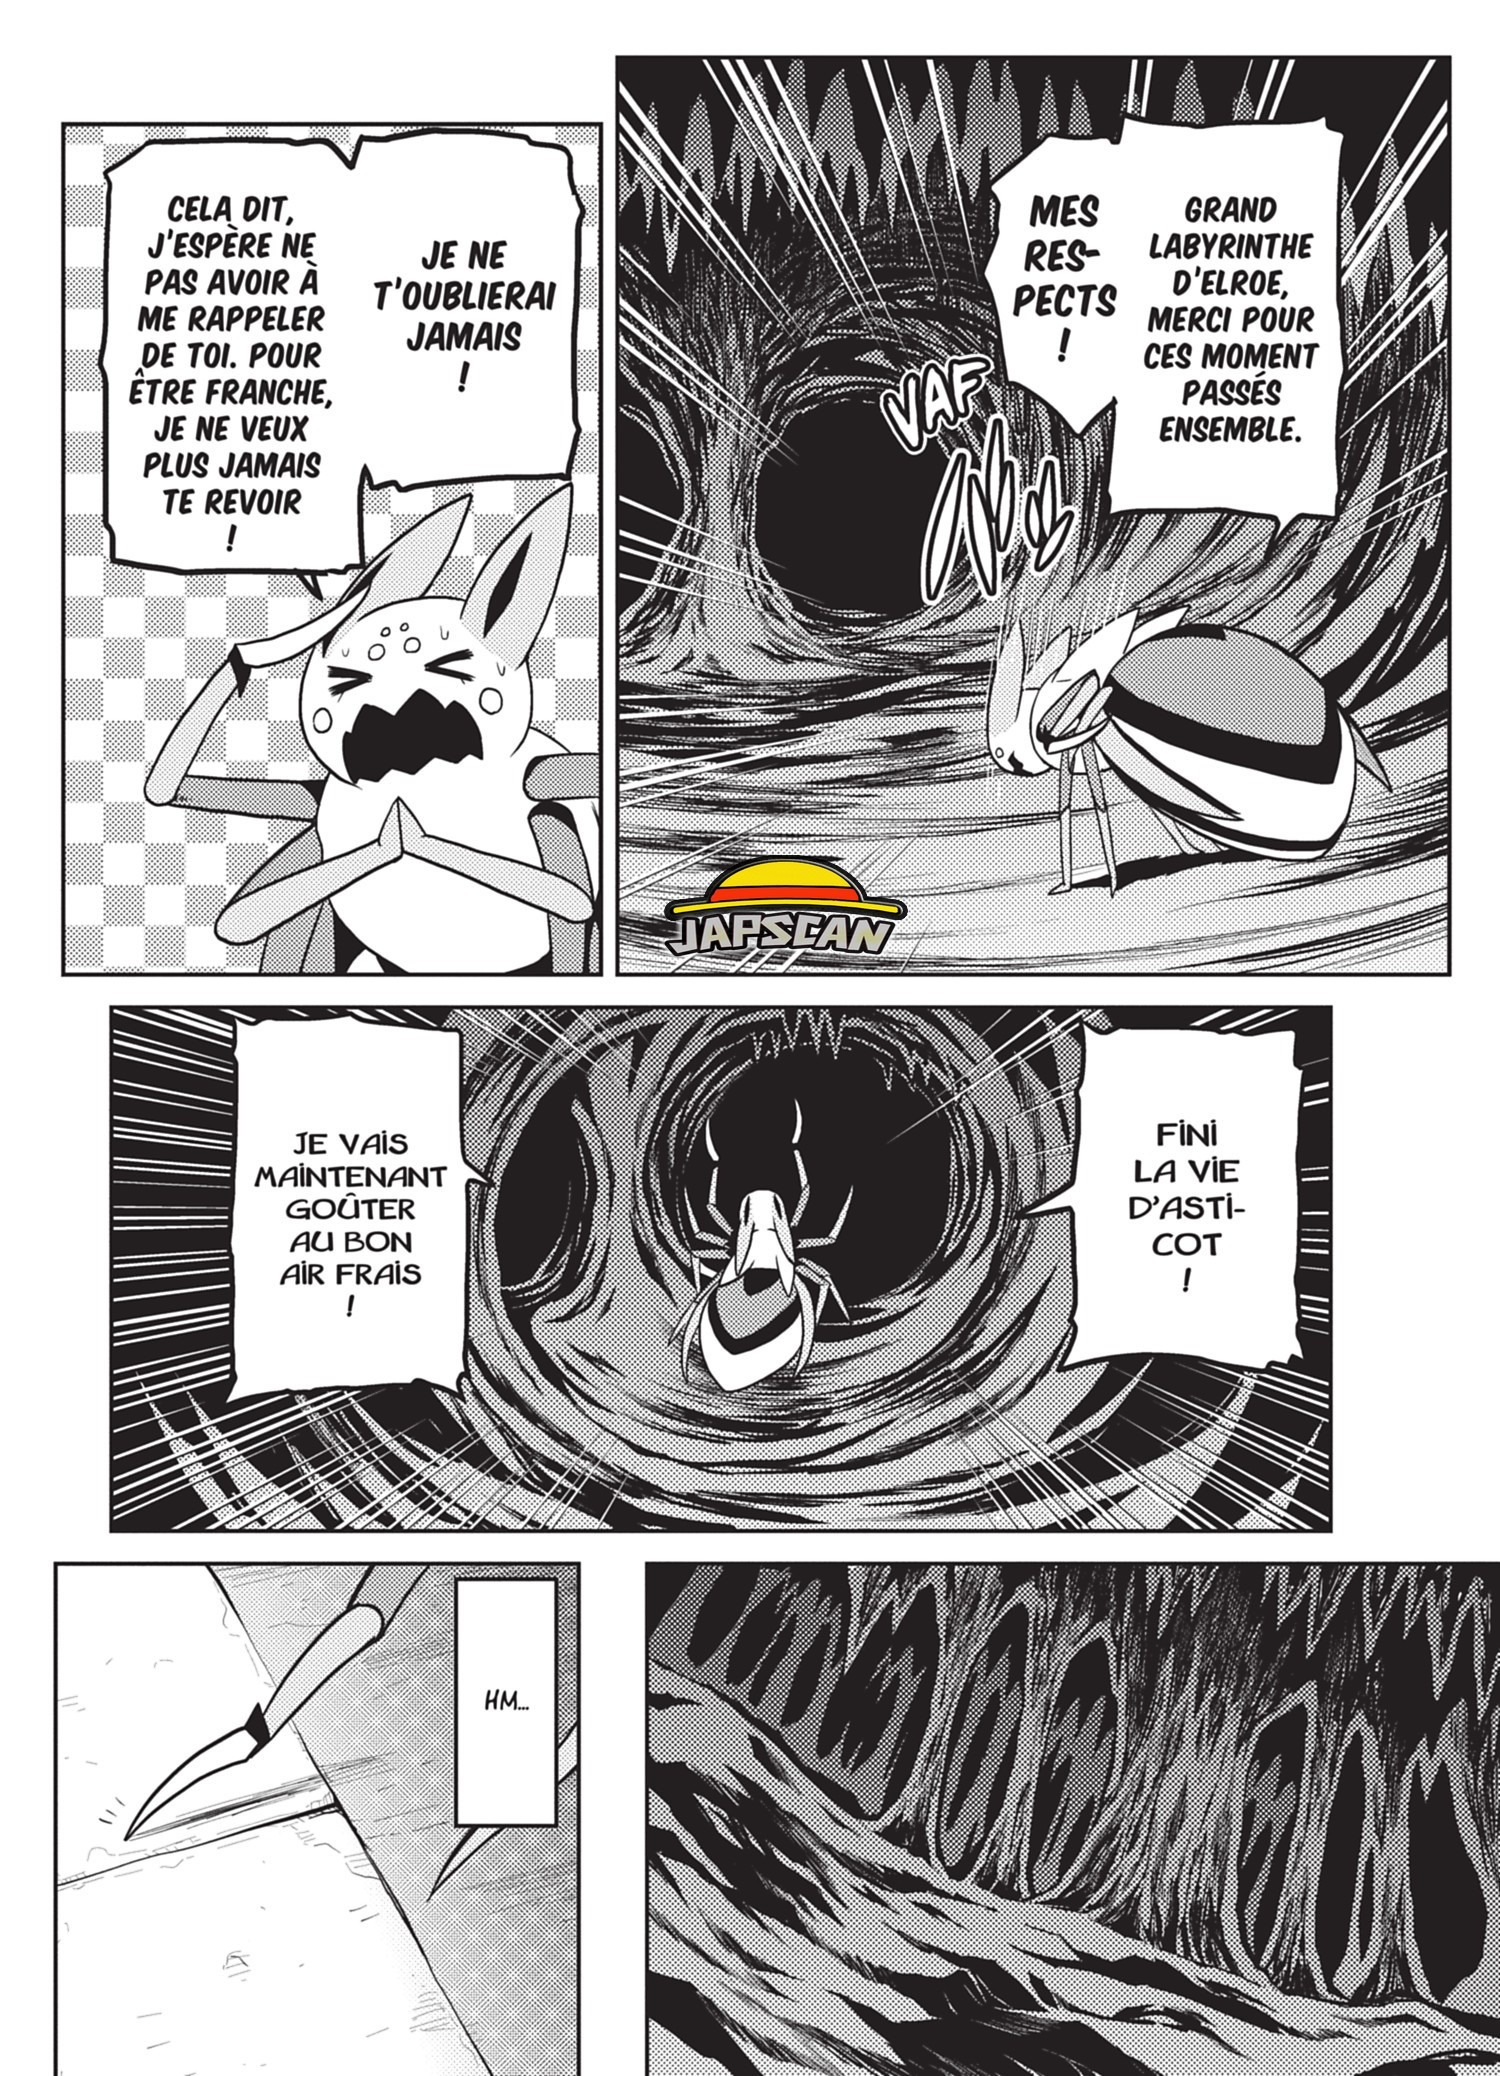 GRAND
LABYRINTHE
D'ELROE,
MERCI POUR
CES MOMENT
PASSÉS
ENSEMBLE.
MES
RES-
PECTS
!
VAF
JE NE
T'OUBLIERAI
JAMAIS
!
CELA DIT,
J'ESPÈRE NE
PAS AVOIR À
ME RAPPELER
DE TOI. POUR
ÊTRE FRANCHE,
JE NE VEUX
PLUS JAMAIS
TE REVOIR
!
JAPSCAN
FINI
LA VIE
D'ASTI-
COT
!
JE VAIS
MAINTENANT
GOÛTER
AU BON
AIR FRAIS
!
HM...